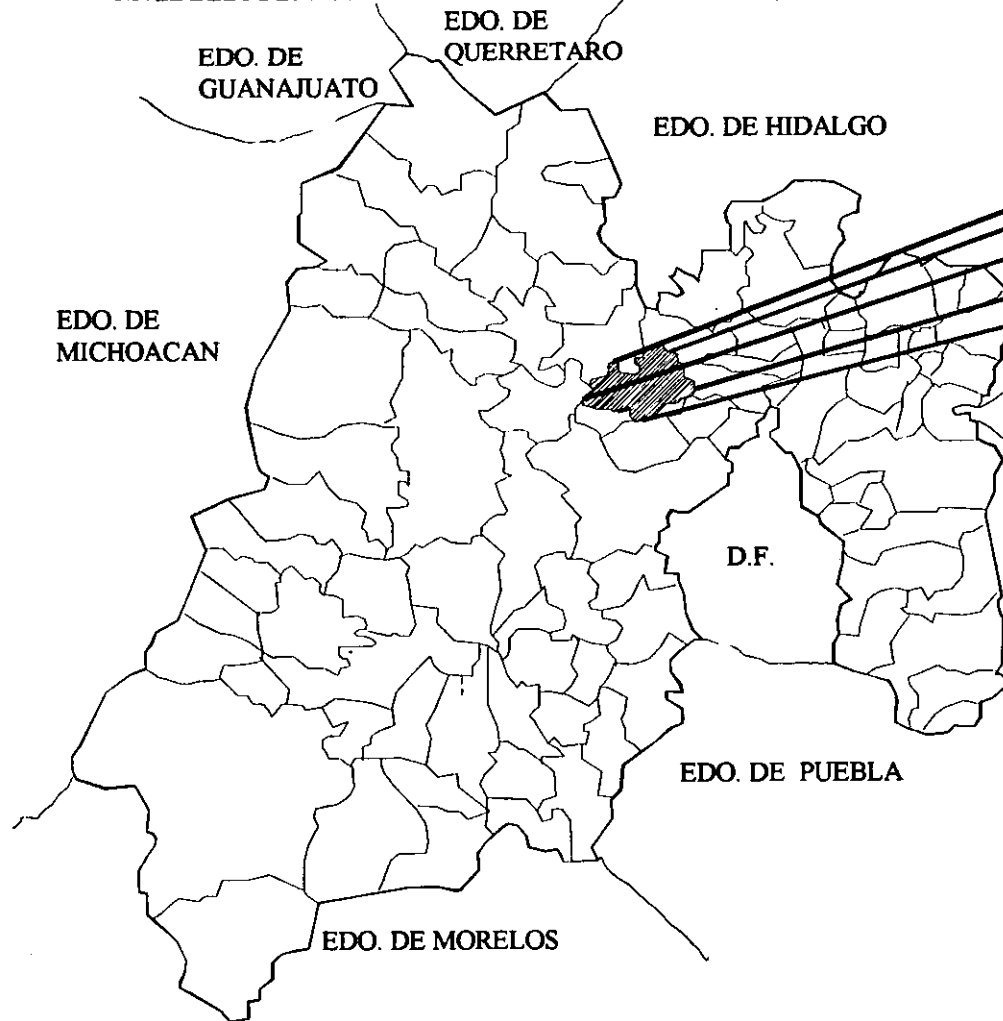 EDO. DE
QUERRETARO
EDO. DE
GUANAJUATO
EDO. DE HIDALGO
EDO. DE
MICHOACAN
D.F.
EDO. DE PUEBLA
EDO. DE MORELOS